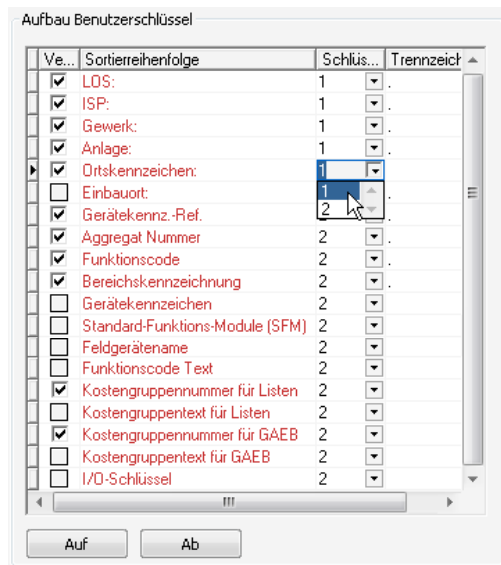 Aufbau Benutzerschlüssel
Ve... Sortierreihenfolge Schlüs... Trennzeich
LOS: 1 .
ISP: 1 .
Gewerk: 1 .
Anlage: 1 .
Ortskennzeichen: 1
Einbauort: 1 .
Gerätekennz.-Ref. 2 .
Aggregat Nummer 2 .
Funktionscode 2 .
Bereichskennzeichnung 2 .
Gerätekennzeichen 2
Standard-Funktions-Module (SFM) 2
Feldgerätename 2
Funktionscode Text 2
Kostengruppennummer für Listen 2
Kostengruppentext für Listen 2
Kostengruppennummer für GAEB 2
Kostengruppentext für GAEB 2
I/O-Schlüssel 2
Auf Ab